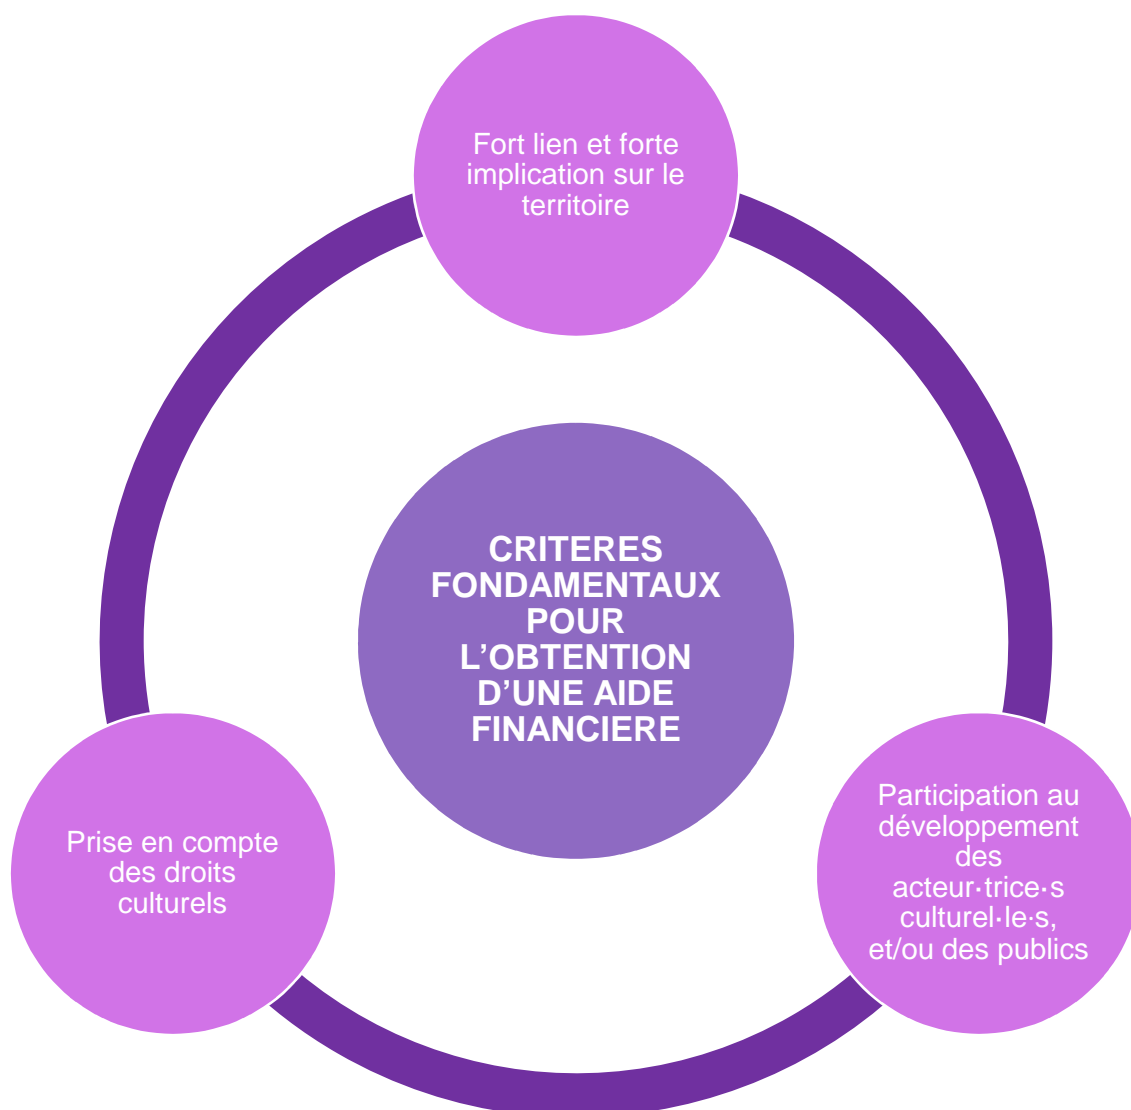 Fort lien et forte
implication sur le
territoire
CRITERES
FONDAMENTAUX
POUR
L’OBTENTION
D’UNE AIDE
FINANCIERE
Prise en compte
des droits
culturels
Participation au
développement
des
acteur·trice·s
culturel·le·s,
et/ou des publics